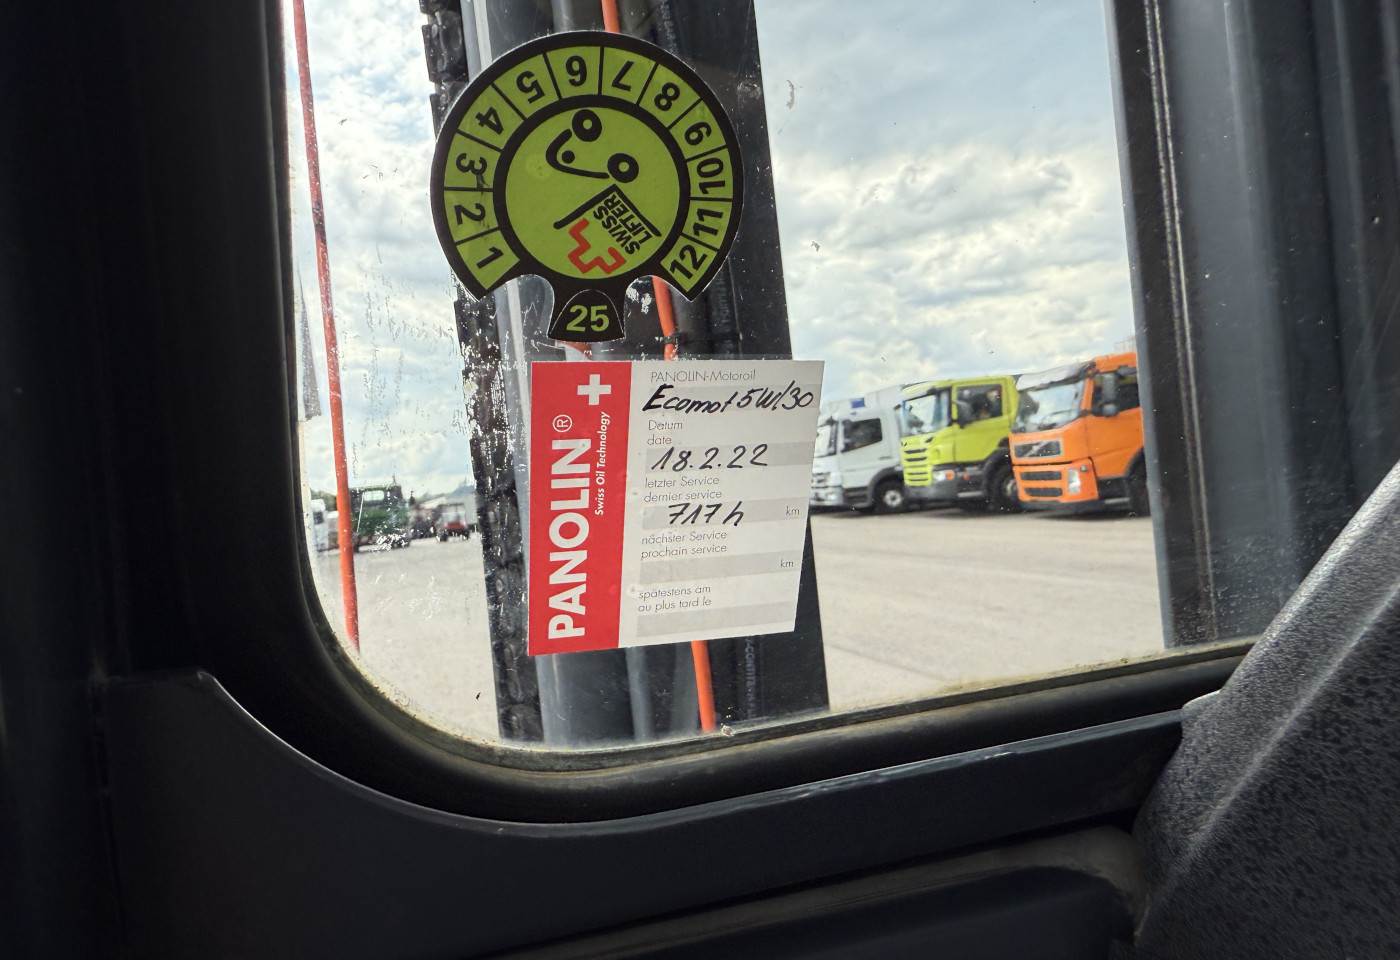 1 2 3 4 5 6 7 8 9 10 11 12
SWISS
LIFTER
25
PANOLIN®
Swiss Oil Technology
PANOLIN-Motoroil
Ecomot 5W/30
Datum
date
18.2.22
letzter Service
dernier service
717 h km
nächster Service
prochain service
km
spätestens am
au plus tard le